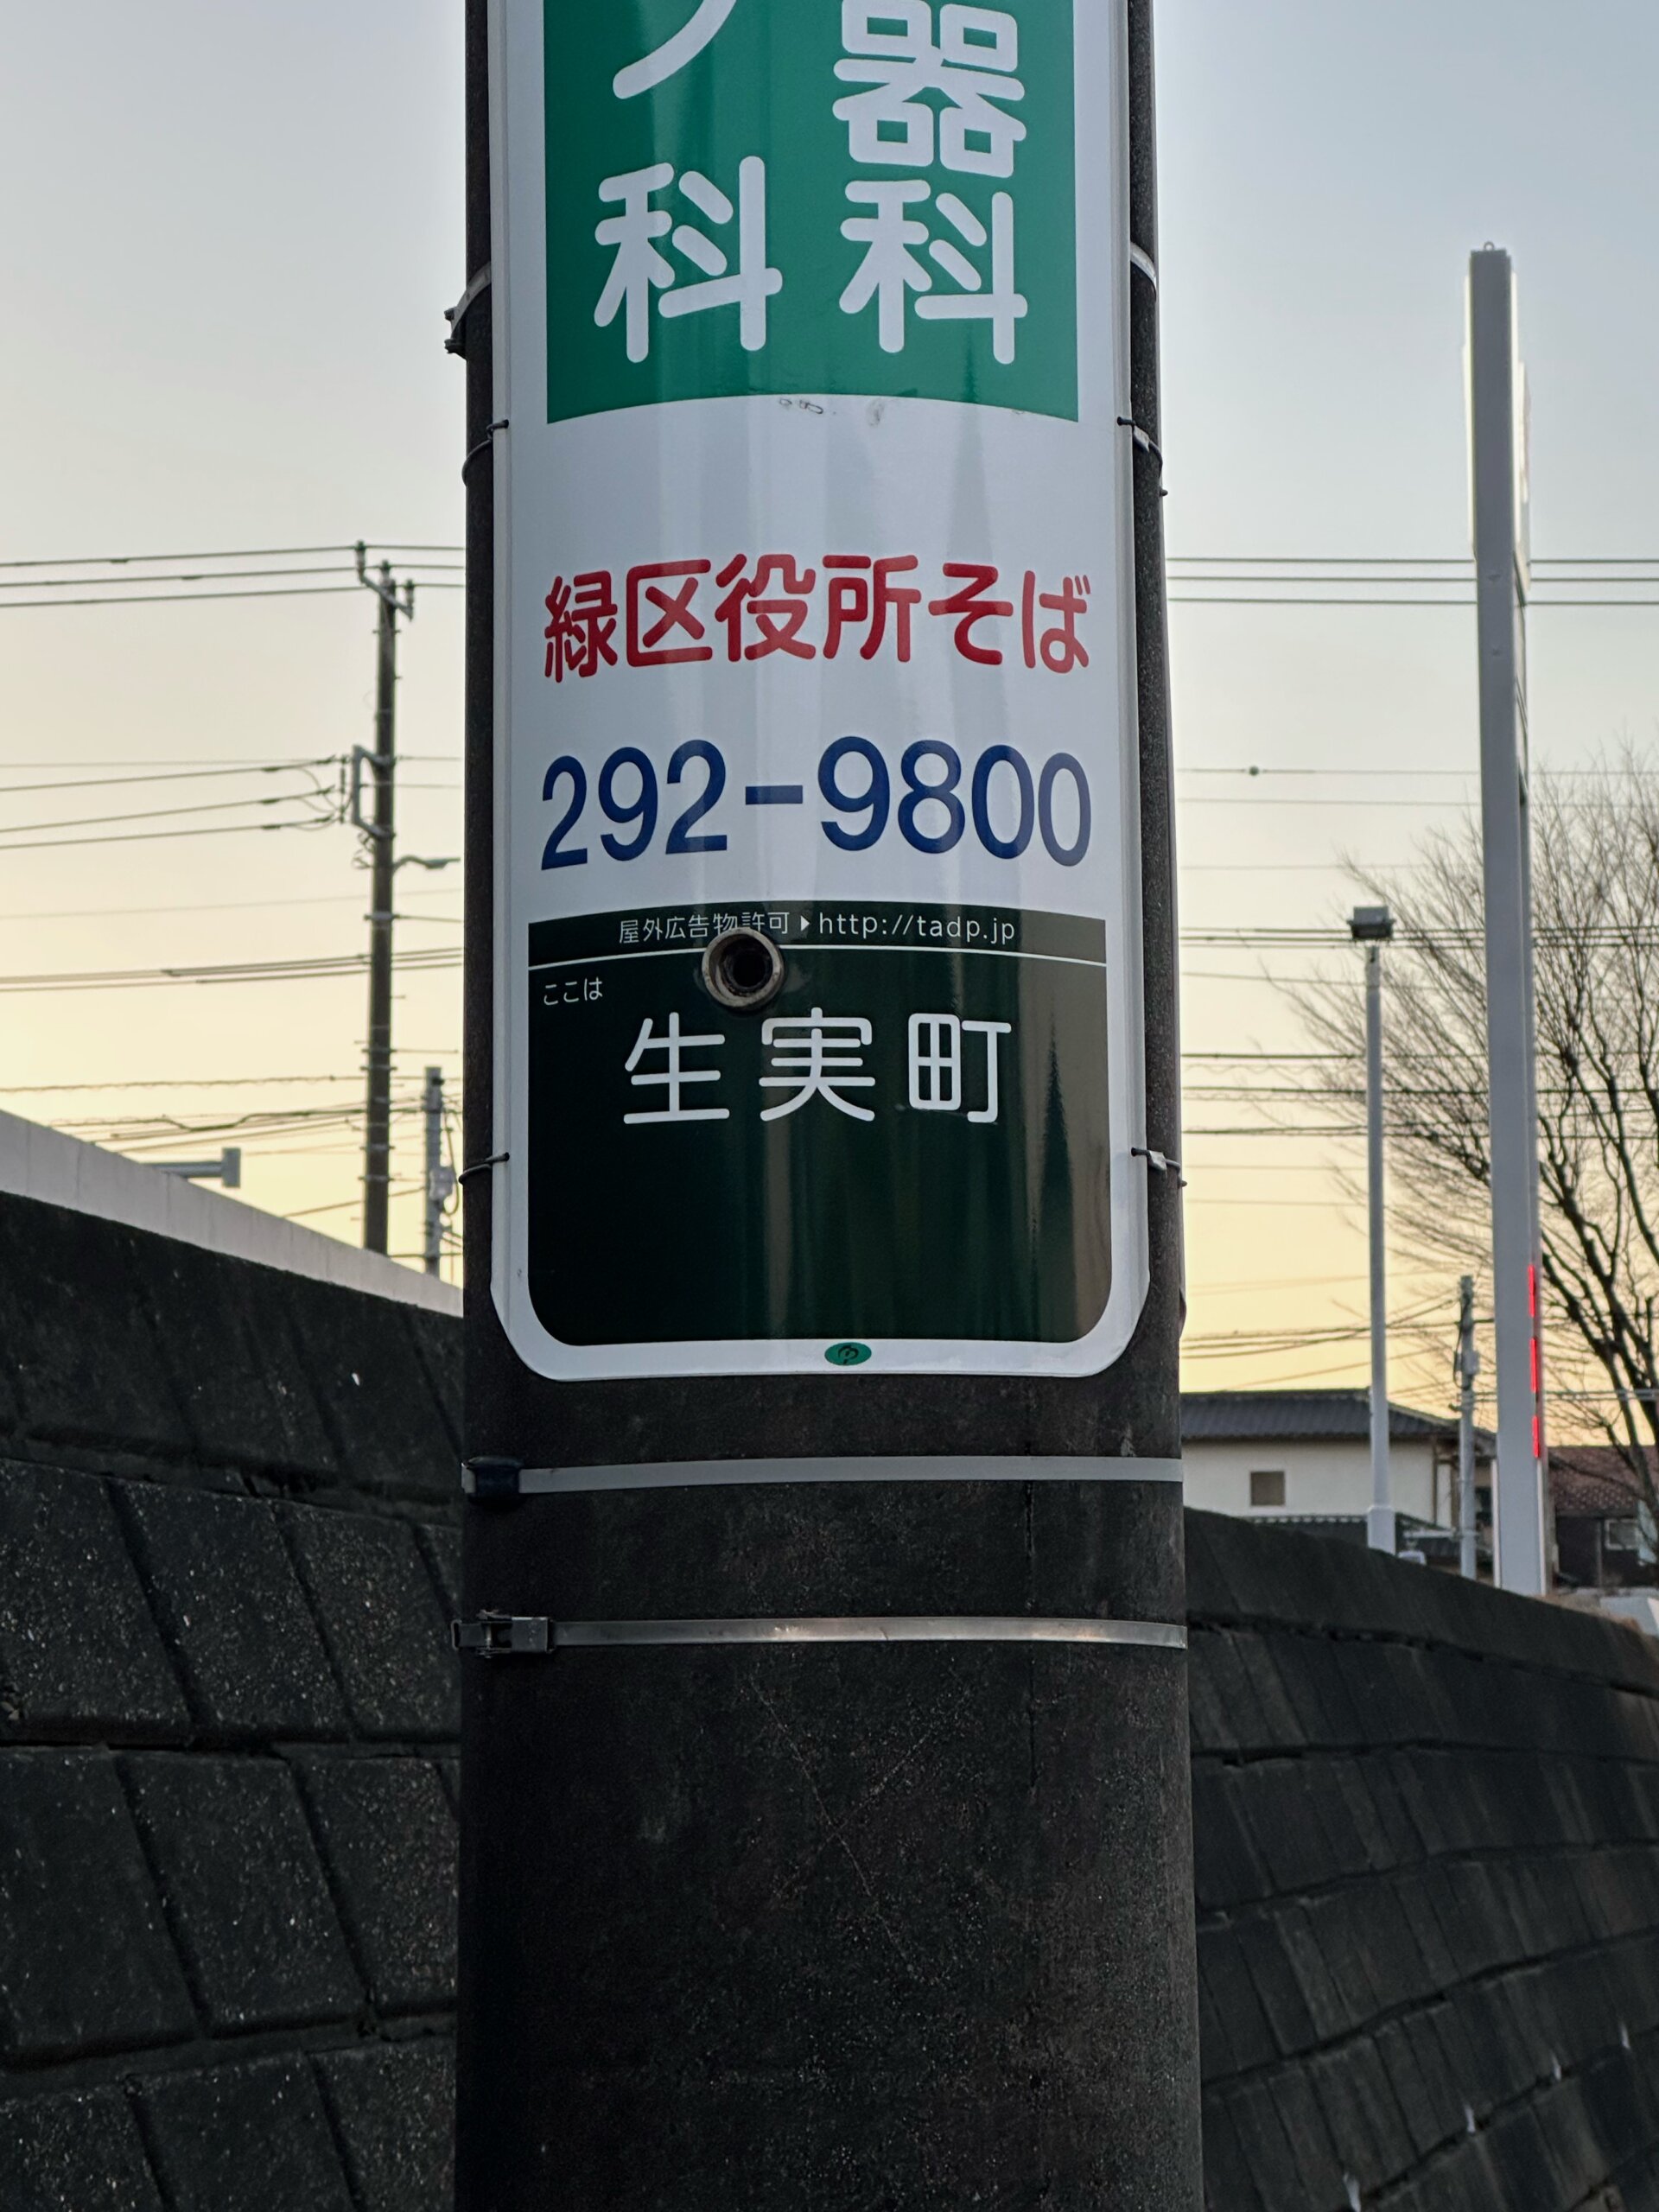 器科
科
緑区役所そば
292-9800
屋外広告物許可▶http://tadp.jp
ここは
生実町